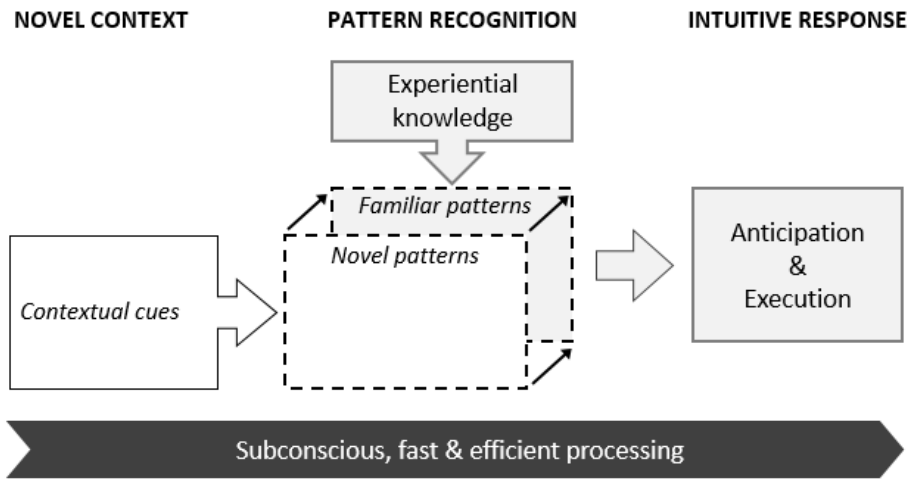 NOVEL CONTEXT
PATTERN RECOGNITION
INTUITIVE RESPONSE
Experiential
knowledge
Familiar patterns
Novel patterns
Contextual cues
Anticipation
&
Execution
Subconscious, fast & efficient processing